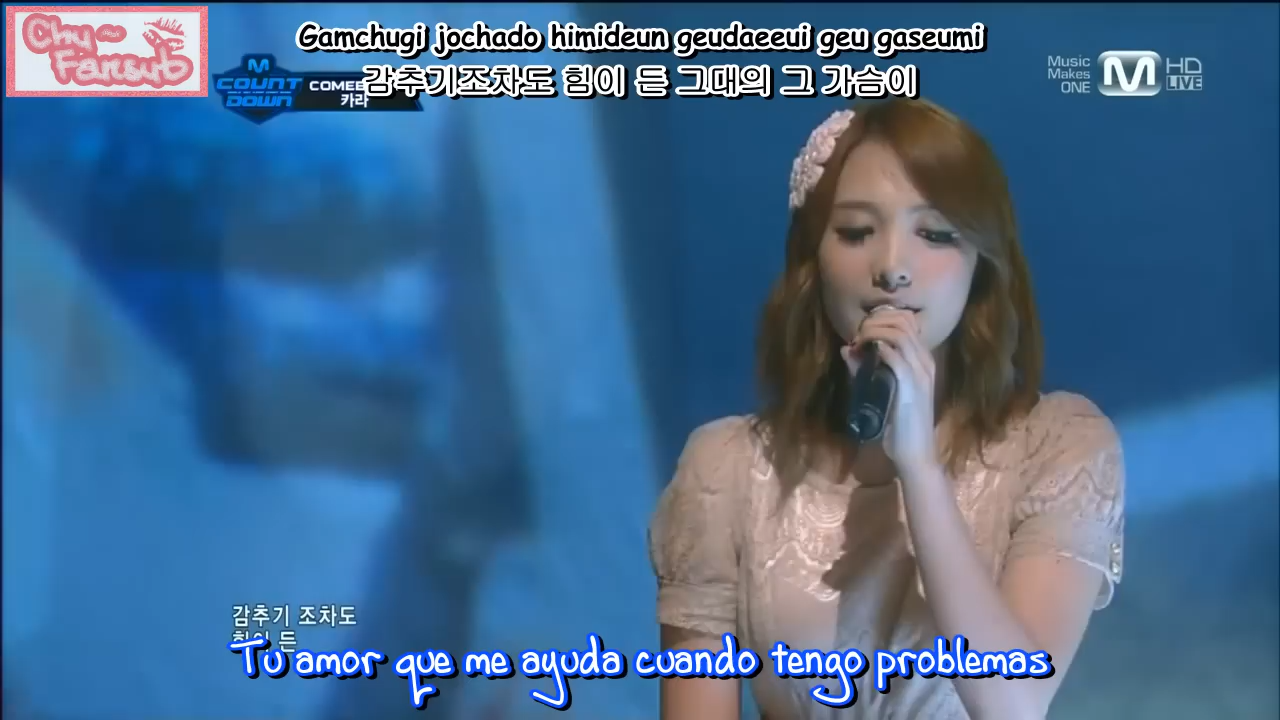 Chu~
Fansub
Gamchugi jochado himideun geudaeeui geu gaseumi
감추기조차도 힘이 든 그대의 그 가슴이
M
COUNT
DOWN
COMEB
카라
Music
Makes
ONE
M
HD
LIVE
감추기 조차도
힘이 든
Tu amor que me ayuda cuando tengo problemas